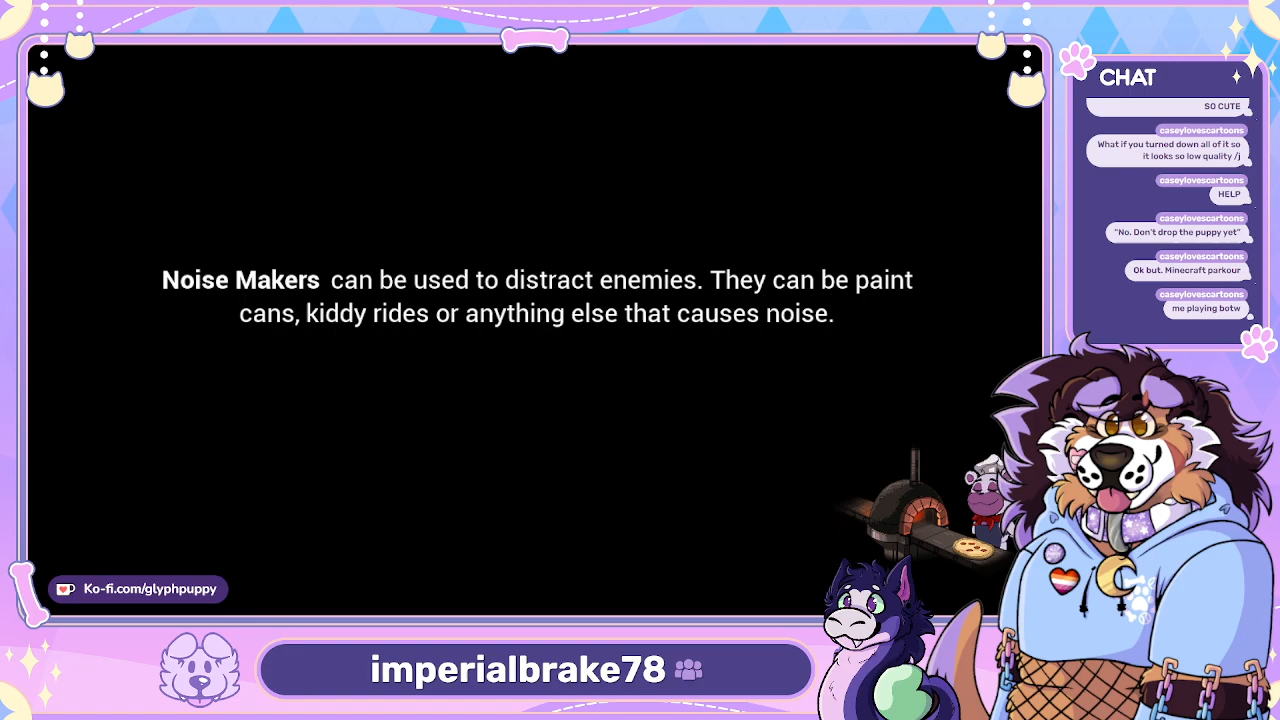 CHAT
SO CUTE
caseylovescartoons
What if you turned down all of it so
it looks so low quality /j
caseylovescartoons
HELP
caseylovescartoons
"No. Don't drop the puppy yet"
caseylovescartoons
Ok but. Minecraft parkour
caseylovescartoons
me playing botw
Noise Makers can be used to distract enemies. They can be paint
cans, kiddy rides or anything else that causes noise.
Ko-fi.com/glyphpuppy
imperialbrake78